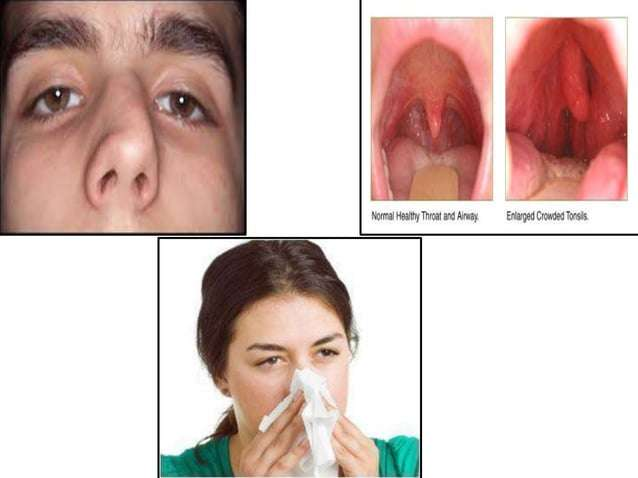 Normal Healthy Throat and Airway.
Enlarged Crowded Tonsils.